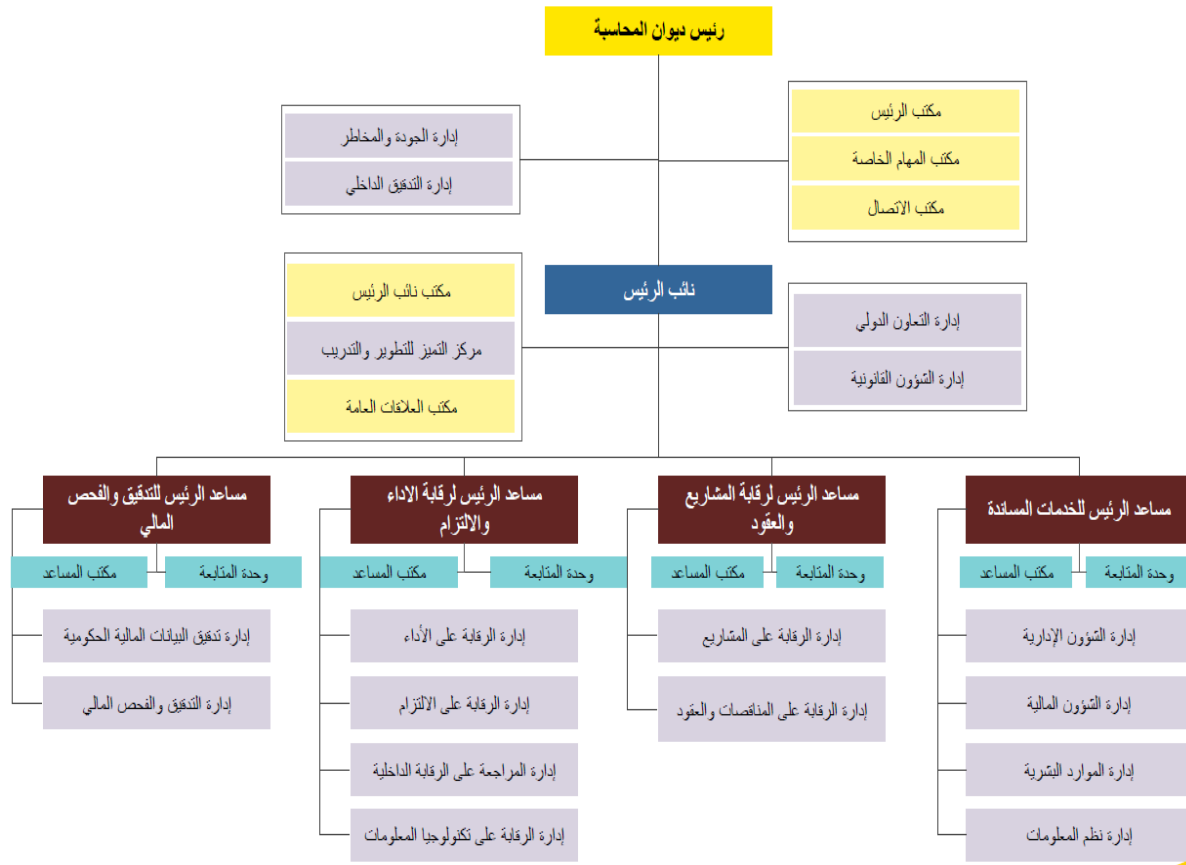 رئيس ديوان المحاسبة
مكتب الرئيس
مكتب المهام الخاصة
مكتب الاتصال
إدارة الجودة والمخاطر
إدارة التدقيق الداخلي
نائب الرئيس
إدارة التعاون الدولي
إدارة الشؤون القانونية
مكتب نائب الرئيس
مركز التميز للتطوير والتدريب
مكتب العلاقات العامة
مساعد الرئيس للخدمات المساندة
وحدة المتابعة
مكتب المساعد
إدارة الشؤون الإدارية
إدارة الشؤون المالية
إدارة الموارد البشرية
إدارة نظم المعلومات
مساعد الرئيس لرقابة المشاريع
والعقود
وحدة المتابعة
مكتب المساعد
إدارة الرقابة على المشاريع
إدارة الرقابة على المناقصات والعقود
مساعد الرئيس لرقابة الاداء
والالتزام
وحدة المتابعة
مكتب المساعد
إدارة الرقابة على الأداء
إدارة الرقابة على الالتزام
إدارة المراجعة على الرقابة الداخلية
إدارة الرقابة على تكنولوجيا المعلومات
مساعد الرئيس للتدقيق والفحص
المالي
وحدة المتابعة
مكتب المساعد
إدارة تدقيق البيانات المالية الحكومية
إدارة التدقيق والفحص المالي